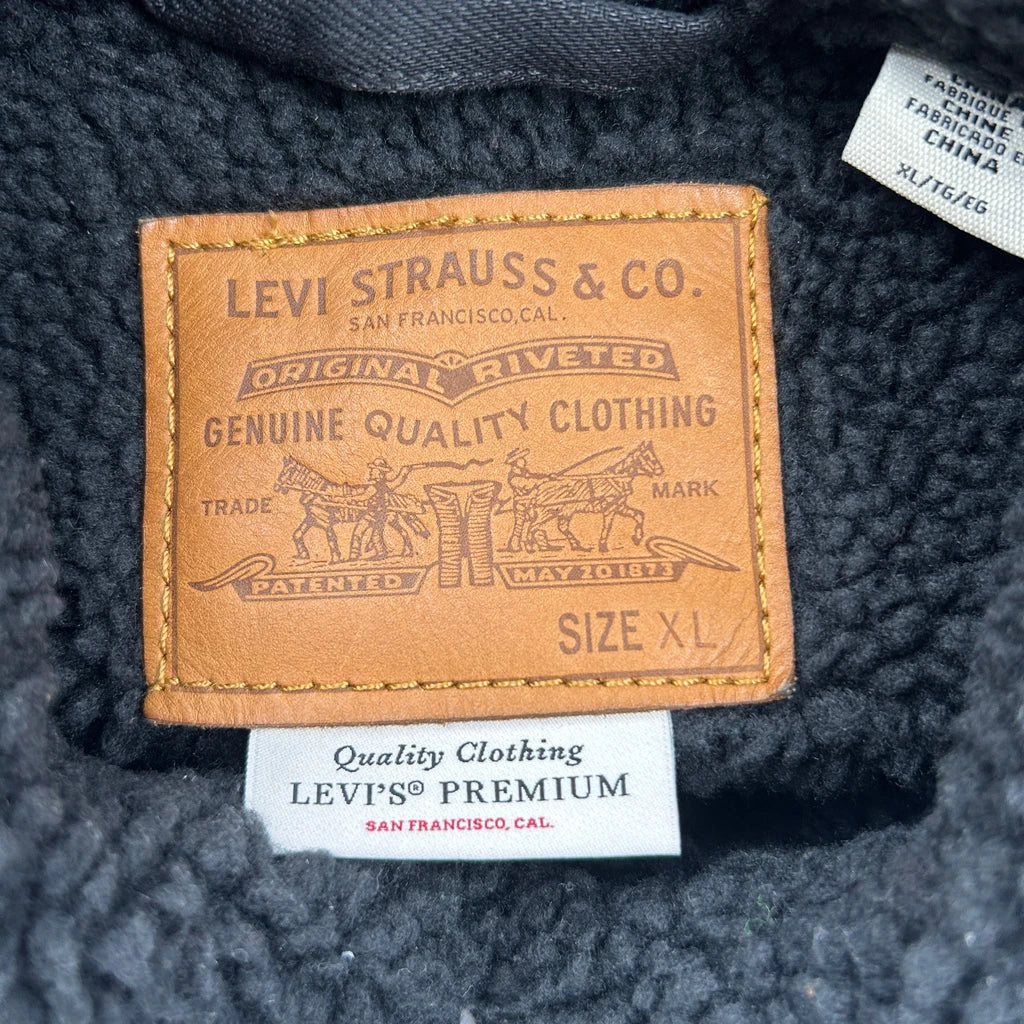 LEVI STRAUSS & CO.
SAN FRANCISCO, CAL.
ORIGINAL RIVETED
GENUINE QUALITY CLOTHING
TRADE MARK
PATENTED MAY 20 1873
SIZE XL
Quality Clothing
LEVI'S® PREMIUM
SAN FRANCISCO, CAL.
FABRIQUE
CHINE
FABRICADO
CHINA
XL/TG/EG